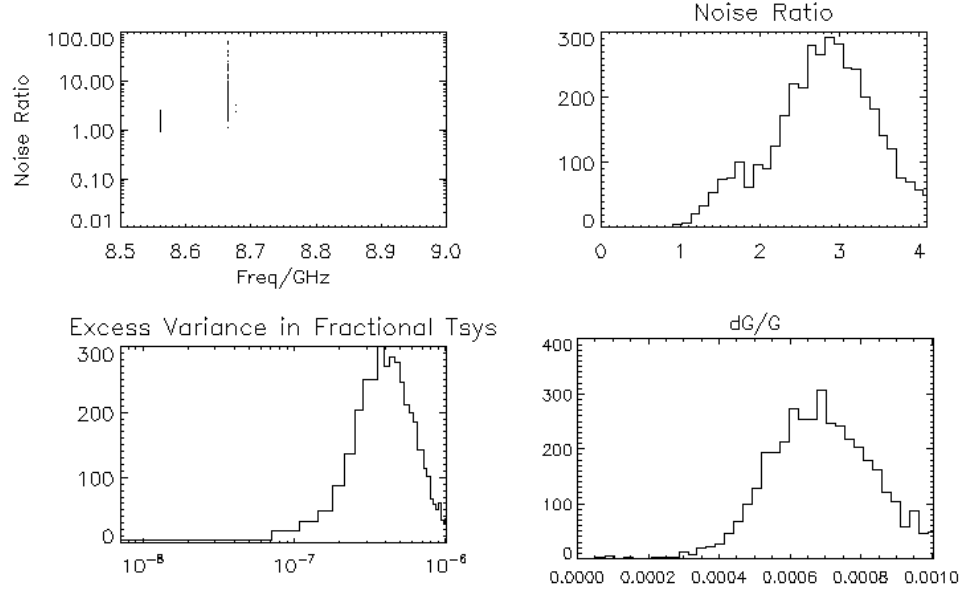 100.00
10.00
1.00
0.10
0.01
Noise Ratio
8.5 8.6 8.7 8.8 8.9 9.0
Freq/GHz
Noise Ratio
300
200
100
0
0 1 2 3 4
Excess Variance in Fractional Tsys
300
200
100
0
10⁻⁸ 10⁻⁷ 10⁻⁶
dG/G
400
300
200
100
0
0.0000 0.0002 0.0004 0.0006 0.0008 0.0010